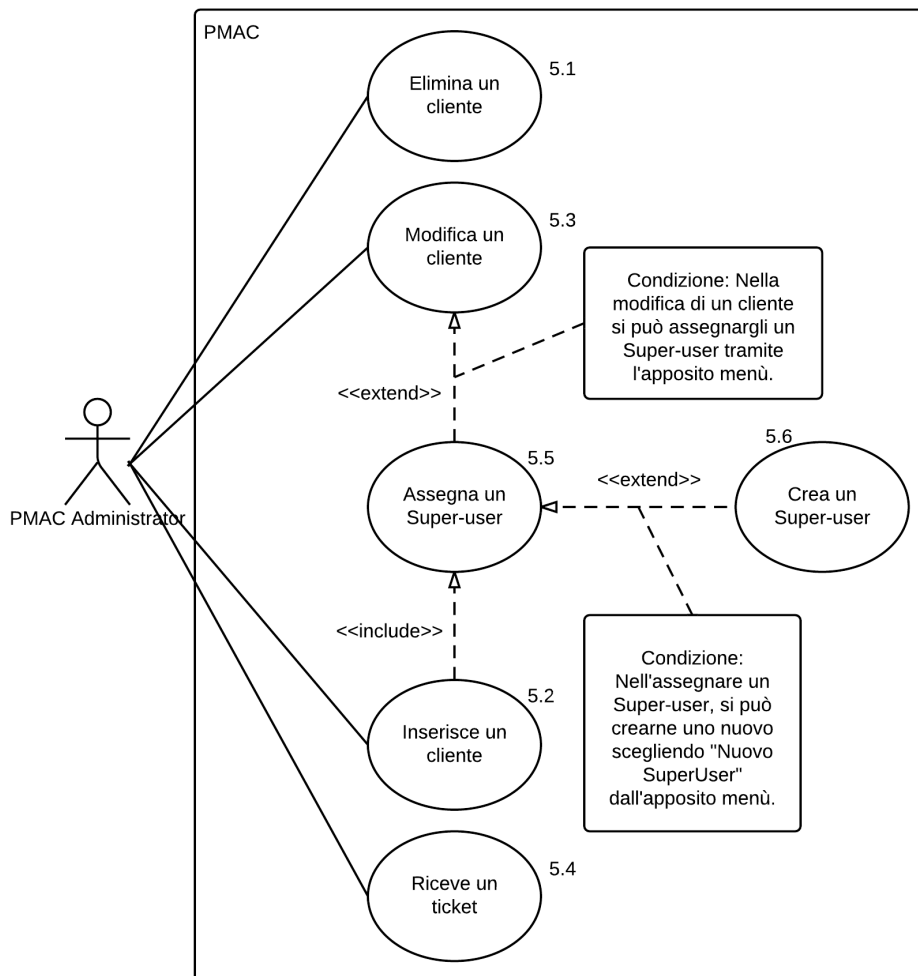 PMAC
Elimina un
cliente
5.1
Modifica un
cliente
5.3
Condizione: Nella
modifica di un cliente
si può assegnargli un
Super-user tramite
l'apposito menù.
<<extend>>
PMAC Administrator
Assegna un
Super-user
5.5
<<extend>>
5.6
Crea un
Super-user
<<include>>
Condizione:
Nell'assegnare un
Super-user, si può
crearne uno nuovo
scegliendo "Nuovo
SuperUser"
dall'apposito menù.
Inserisce un
cliente
5.2
Riceve un
ticket
5.4